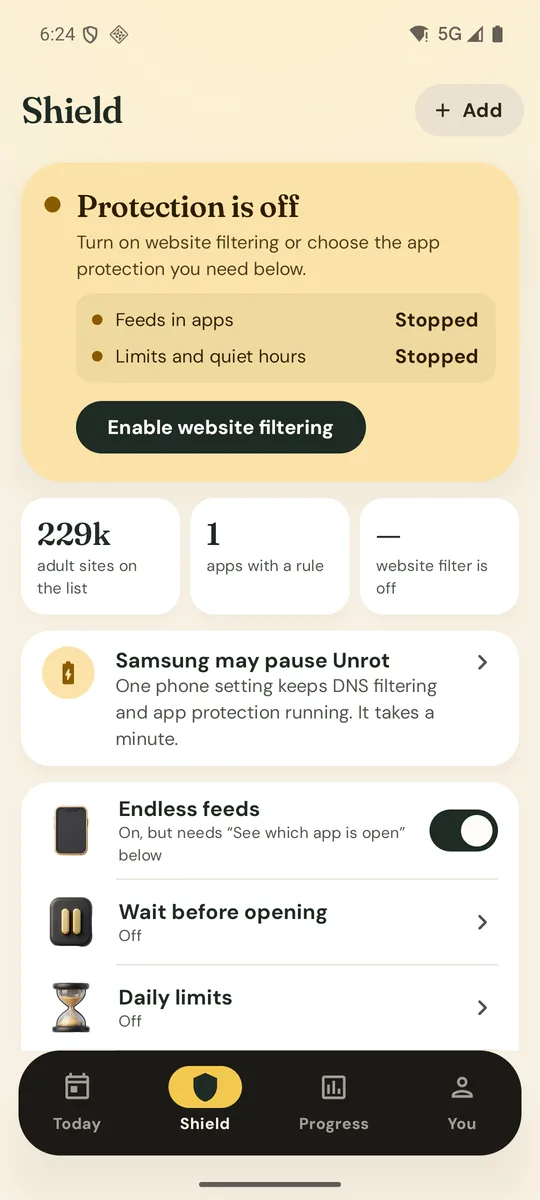 6:24
5G
Shield
+ Add
Protection is off
Turn on website filtering or choose the app
protection you need below.
Feeds in apps Stopped
Limits and quiet hours Stopped
Enable website filtering
229k
adult sites on
the list
1
apps with a rule
—
website filter is
off
Samsung may pause Unrot
One phone setting keeps DNS filtering
and app protection running. It takes a
minute.
Endless feeds
On, but needs “See which app is open”
below
Wait before opening
Off
Daily limits
Off
Today
Shield
Progress
You